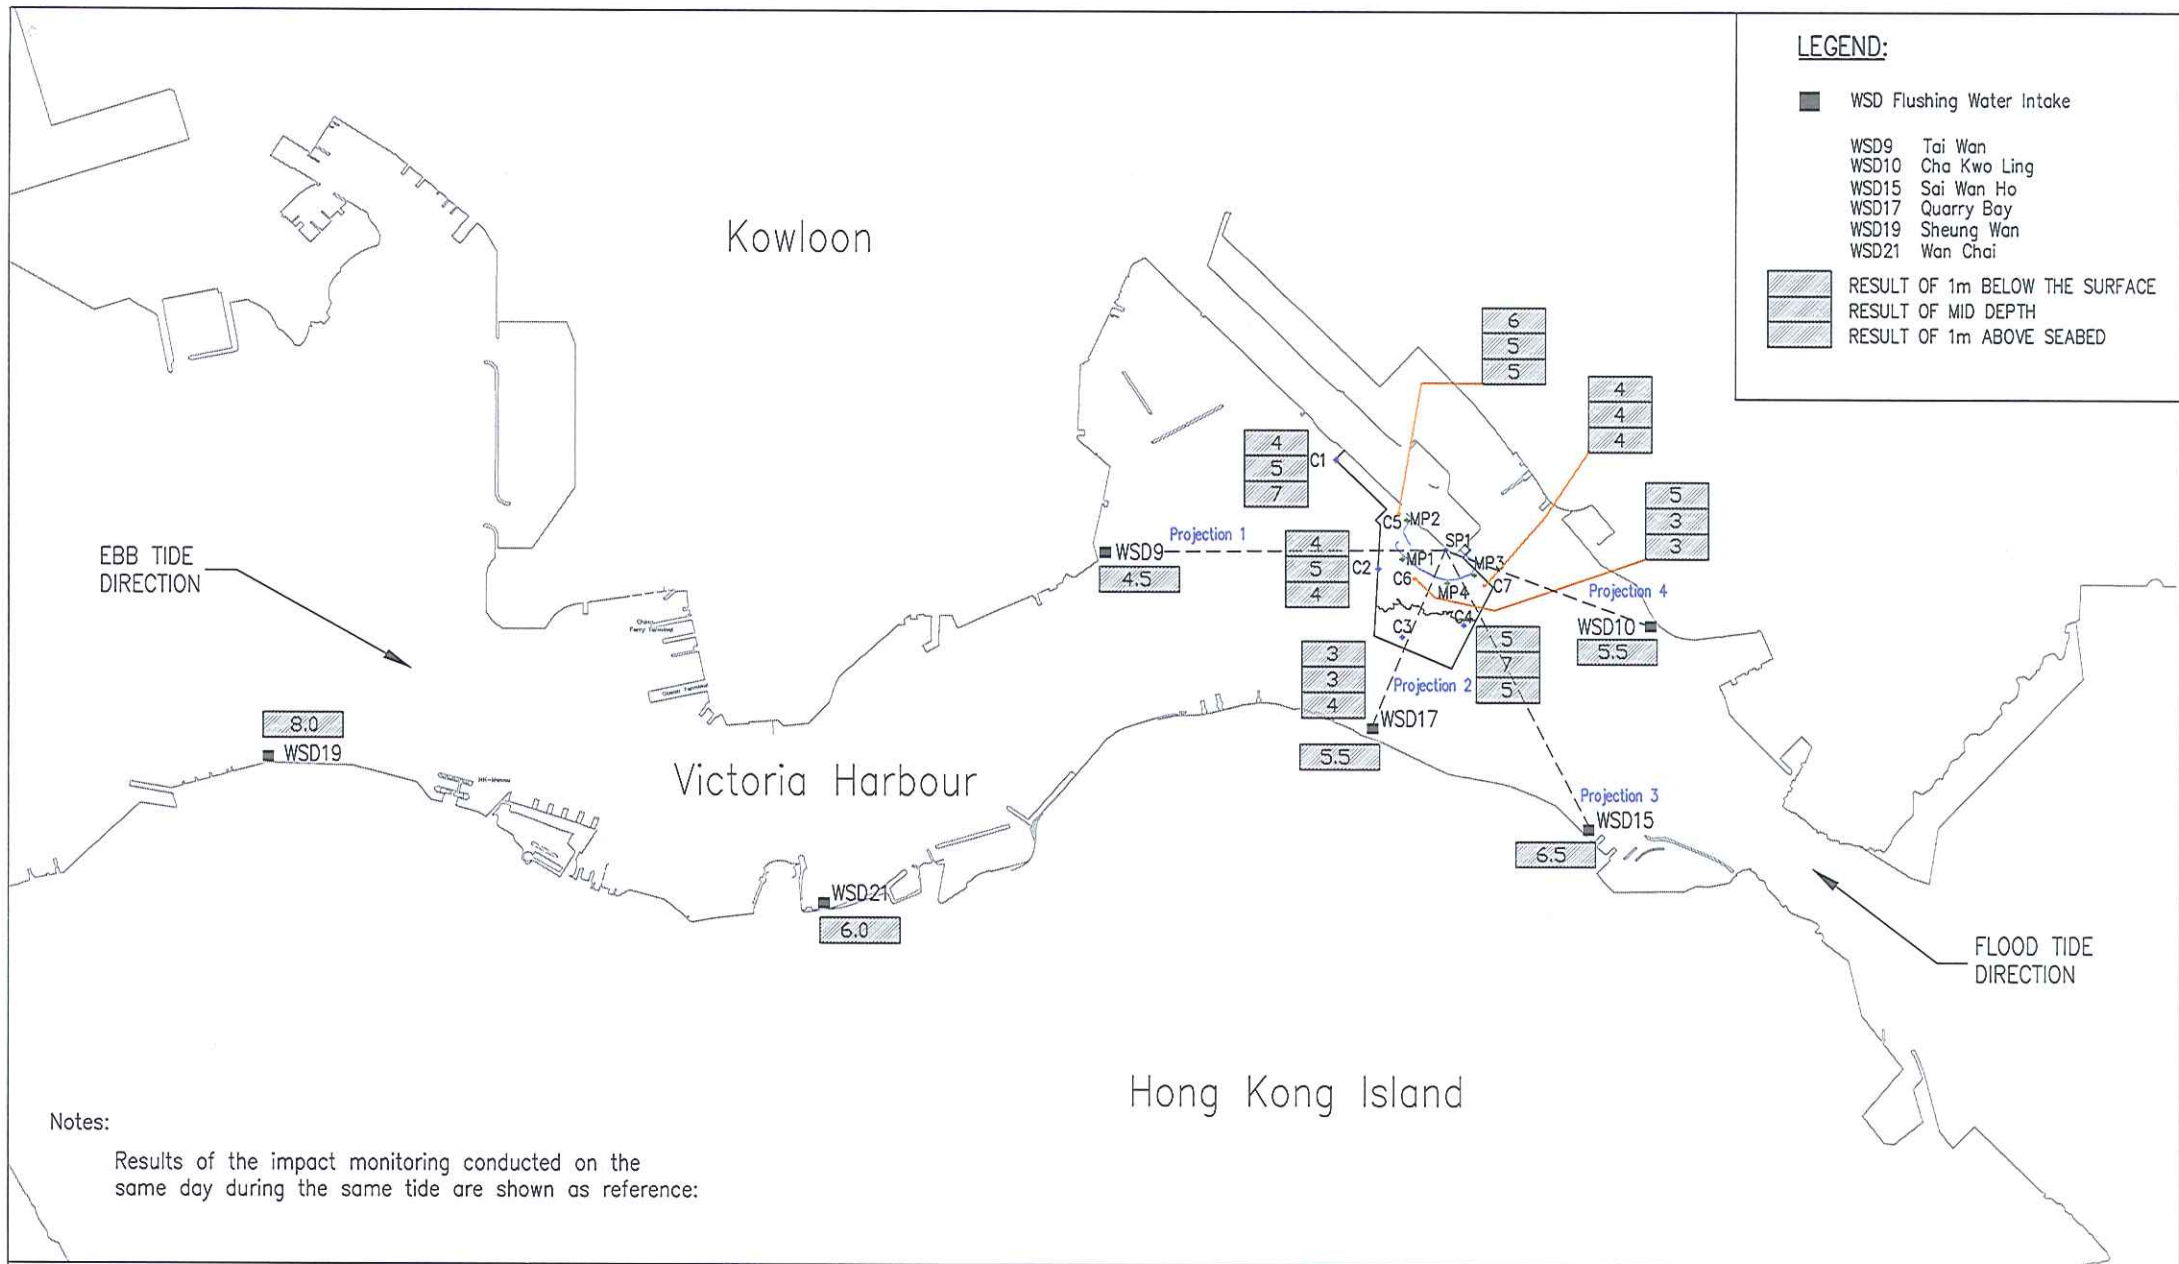 LEGEND:
WSD Flushing Water Intake
WSD9 Tai Wan
WSD10 Cha Kwo Ling
WSD15 Sai Wan Ho
WSD17 Quarry Bay
WSD19 Sheung Wan
WSD21 Wan Chai
RESULT OF 1m BELOW THE SURFACE
RESULT OF MID DEPTH
RESULT OF 1m ABOVE SEABED
Kowloon
6
5
5
4
4
4
4
5
7
C1
5
3
3
C5
MP2
Projection 1
SP1
WSD9
4.5
4
5
4
C2
MP1
MP3
C6
MP4
C7
Projection 4
EBB TIDE
DIRECTION
C3
C4
WSD10
5.5
Ferry Terminal
Ocean Terminal
3
3
4
5
7
5
Projection 2
WSD17
5.5
8.0
WSD19
Victoria Harbour
Projection 3
WSD15
6.5
WSD21
6.0
FLOOD TIDE
DIRECTION
Hong Kong Island
Notes:
Results of the impact monitoring conducted on the
same day during the same tide are shown as reference: